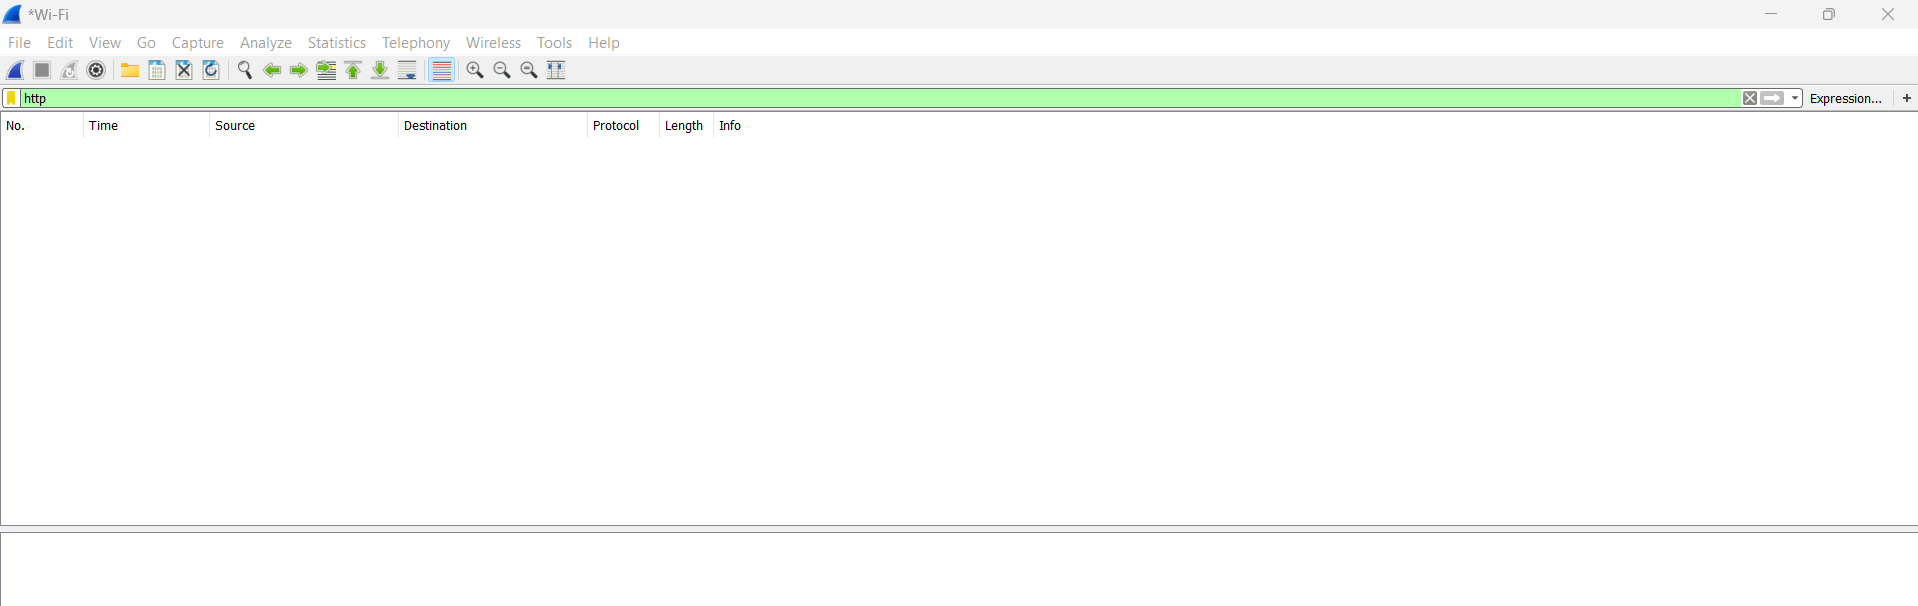 *Wi-Fi
File Edit View Go Capture Analyze Statistics Telephony Wireless Tools Help
http Expression... +
No. Time Source Destination Protocol Length Info